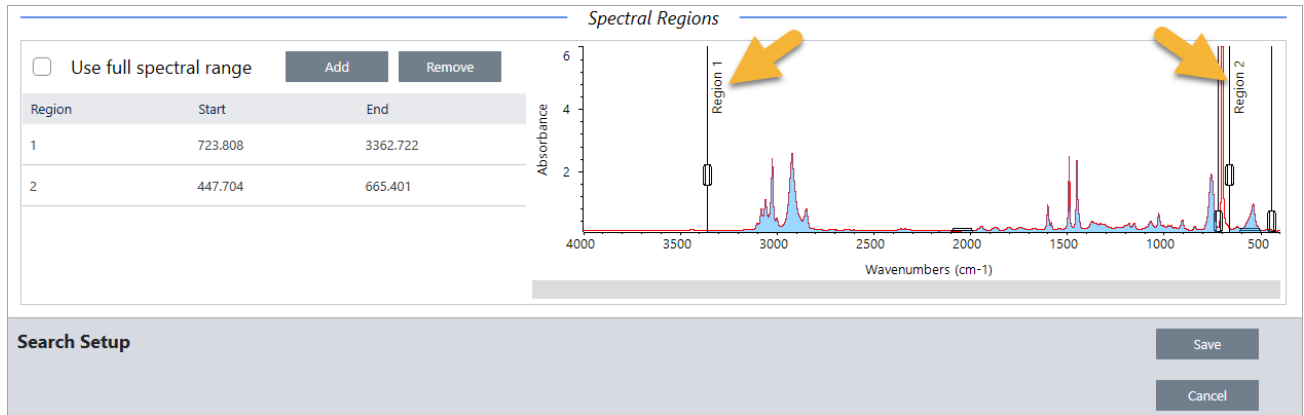 Spectral Regions
Use full spectral range
Add
Remove
Region Start End
1 723.808 3362.722
2 447.704 665.401
Absorbance
6
4
2
Region 1
Region 2
4000 3500 3000 2500 2000 1500 1000 500
Wavenumbers (cm-1)
Search Setup
Save
Cancel